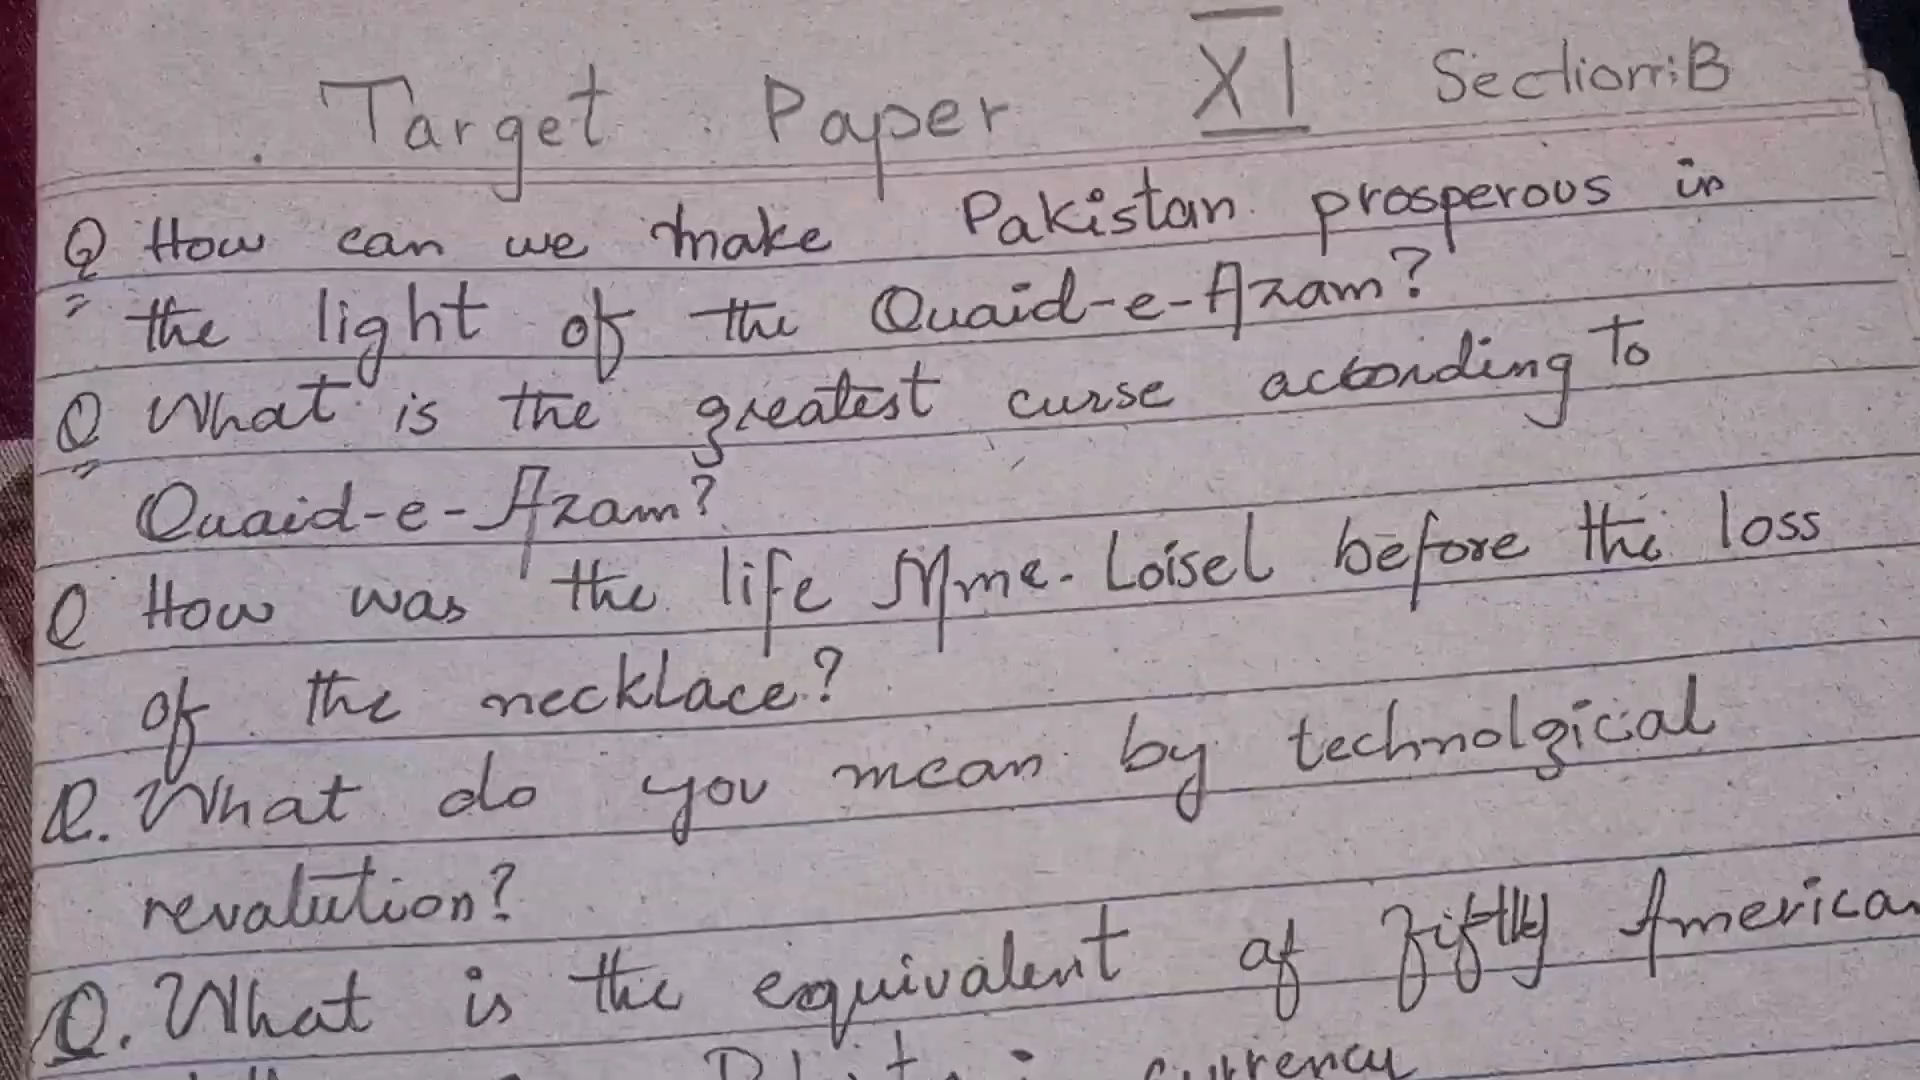 Target Paper XI Section:B
Q How can we make Pakistan prosperous in
the light of the Quaid-e-Azam?
Q What is the greatest curse according to
Quaid-e-Azam?
Q How was the life Mme. Loisel before the loss
of the necklace?
Q. What do you mean by technolgical
revalution?
Q. What is the equivalent of fifty America
currency